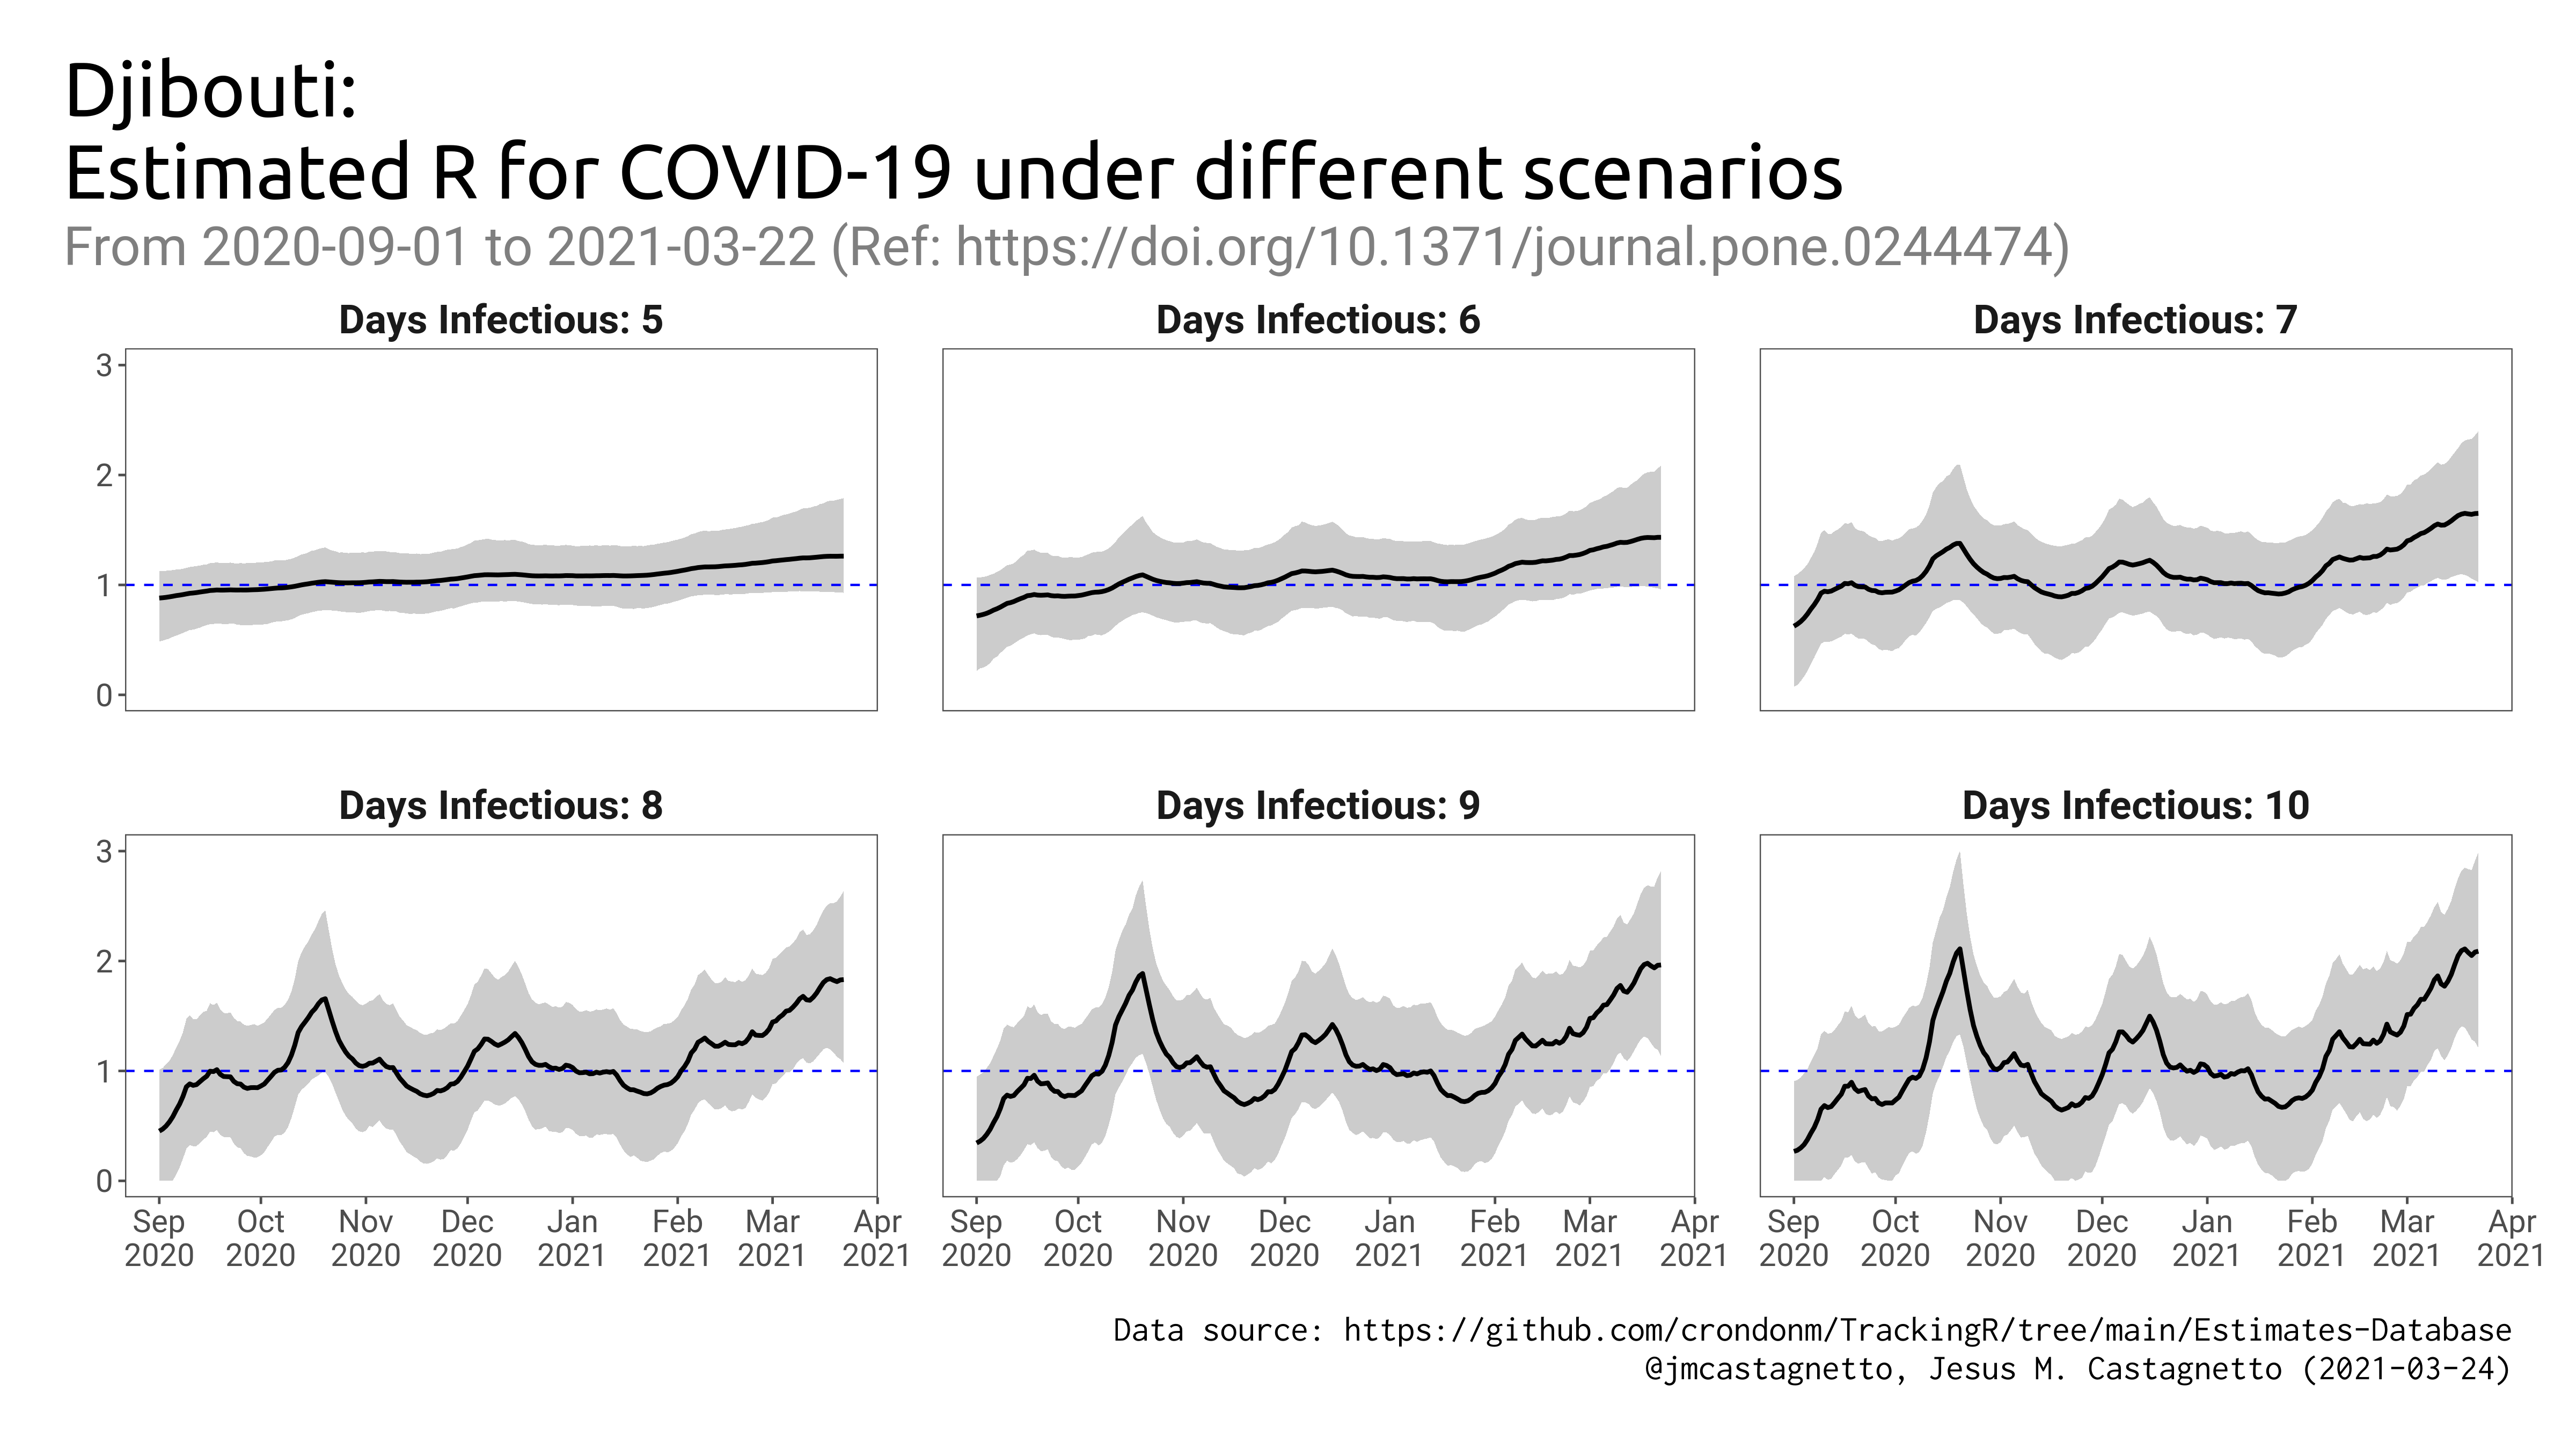 Djibouti:
Estimated R for COVID-19 under different scenarios
From 2020-09-01 to 2021-03-22 (Ref: https://doi.org/10.1371/journal.pone.0244474)
Days Infectious: 5
Days Infectious: 6
Days Infectious: 7
3
2
1
0
Days Infectious: 8
Days Infectious: 9
Days Infectious: 10
3
2
1
0
Sep Oct Nov Dec Jan Feb Mar Apr
2020 2020 2020 2020 2021 2021 2021 2021
Sep Oct Nov Dec Jan Feb Mar Apr
2020 2020 2020 2020 2021 2021 2021 2021
Sep Oct Nov Dec Jan Feb Mar Apr
2020 2020 2020 2020 2021 2021 2021 2021
Data source: https://github.com/crondonm/TrackingR/tree/main/Estimates-Database
@jmcastagnetto, Jesus M. Castagnetto (2021-03-24)